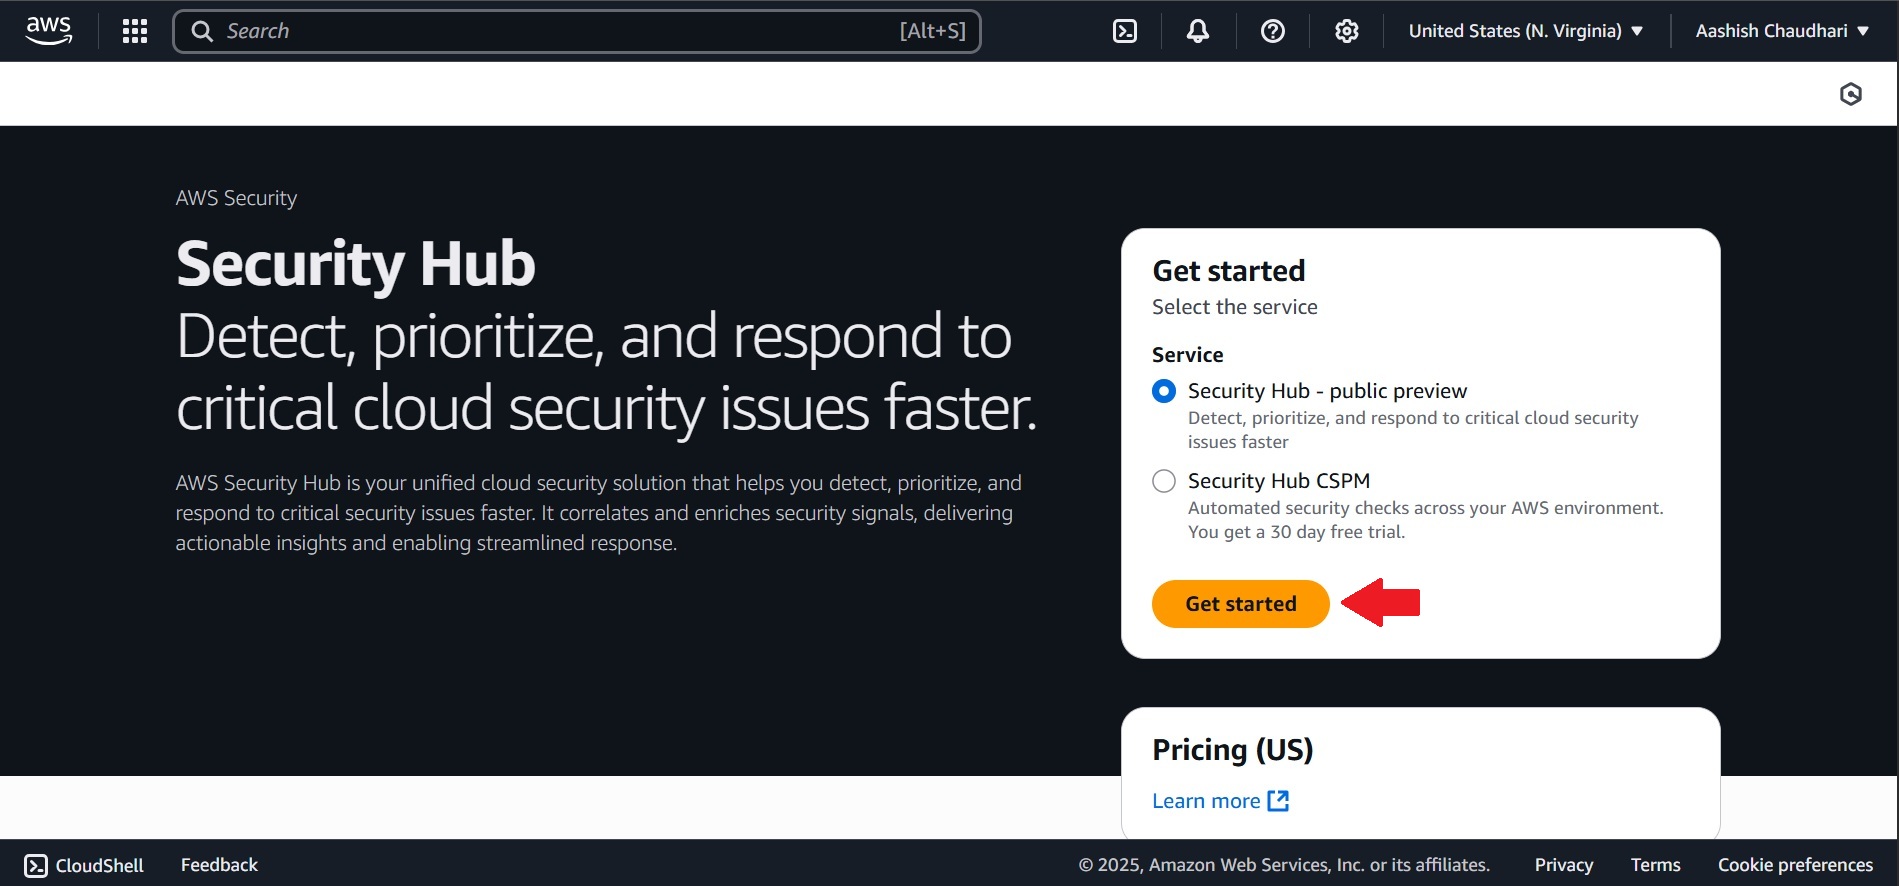 aws
Search
[Alt+S]
United States (N. Virginia)
Aashish Chaudhari
AWS Security
Security Hub
Detect, prioritize, and respond to
critical cloud security issues faster.
AWS Security Hub is your unified cloud security solution that helps you detect, prioritize, and
respond to critical security issues faster. It correlates and enriches security signals, delivering
actionable insights and enabling streamlined response.
Get started
Select the service
Service
Security Hub - public preview
Detect, prioritize, and respond to critical cloud security
issues faster
Security Hub CSPM
Automated security checks across your AWS environment.
You get a 30 day free trial.
Get started
Pricing (US)
Learn more
CloudShell
Feedback
© 2025, Amazon Web Services, Inc. or its affiliates.
Privacy
Terms
Cookie preferences